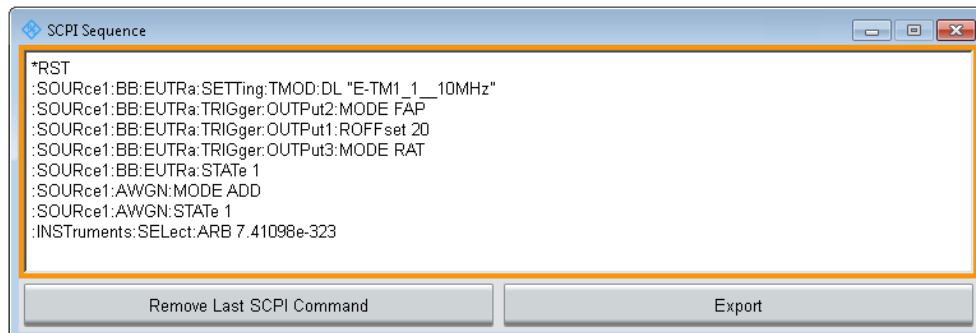 SCPI Sequence
*RST
:SOURce1:BB:EUTRa:SETTing:TMOD:DL "E-TM1_1__10MHz"
:SOURce1:BB:EUTRa:TRIGger:OUTPut2:MODE FAP
:SOURce1:BB:EUTRa:TRIGger:OUTPut1:ROFFset 20
:SOURce1:BB:EUTRa:TRIGger:OUTPut3:MODE RAT
:SOURce1:BB:EUTRa:STATe 1
:SOURce1:AWGN:MODE ADD
:SOURce1:AWGN:STATe 1
:INSTruments:SELect:ARB 7.41098e-323
Remove Last SCPI Command
Export